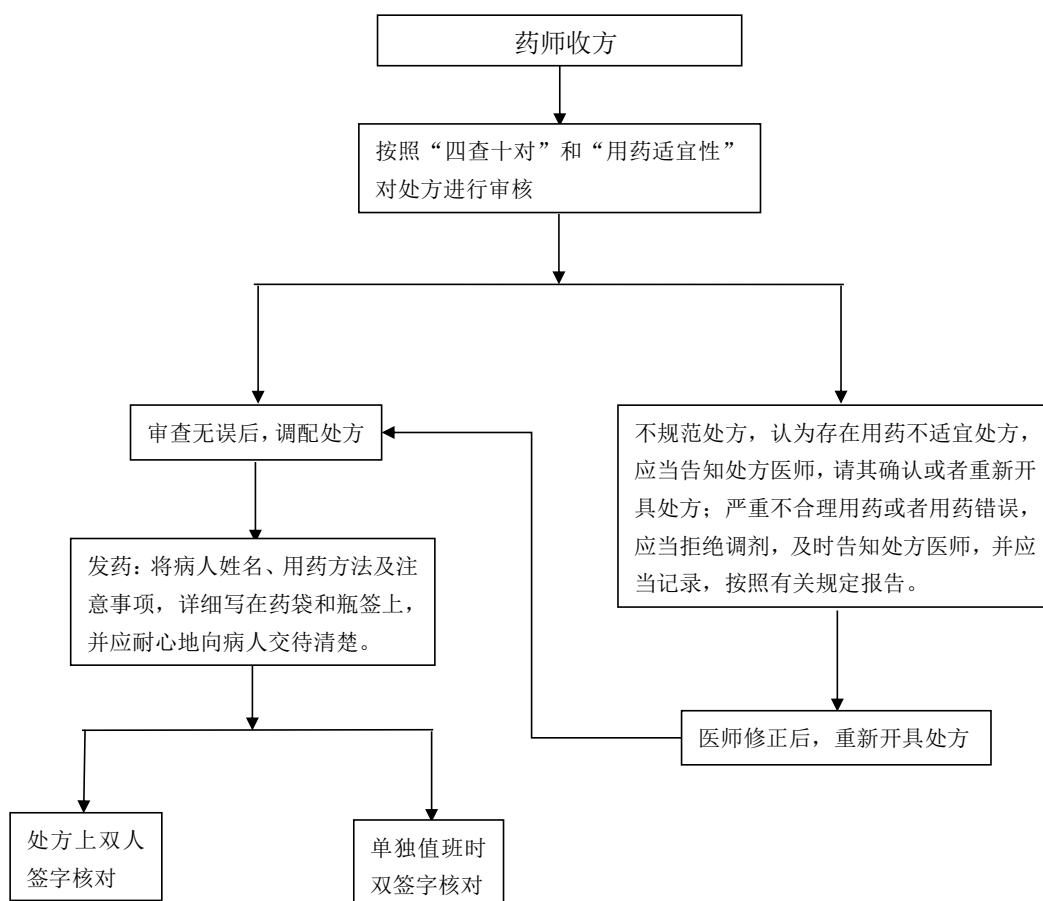 药师收方
按照“四查十对”和“用药适宜性”
对处方进行审核
审查无误后，调配处方
不规范处方，认为存在用药不适宜处方，
应当告知处方医师，请其确认或者重新开
具处方；严重不合理用药或者用药错误，
应当拒绝调剂，及时告知处方医师，并应
当记录，按照有关规定报告。
发药：将病人姓名、用药方法及注
意事项，详细写在药袋和瓶签上，
并应耐心地向病人交待清楚。
医师修正后，重新开具处方
处方上双人
签字核对
单独值班时
双签字核对